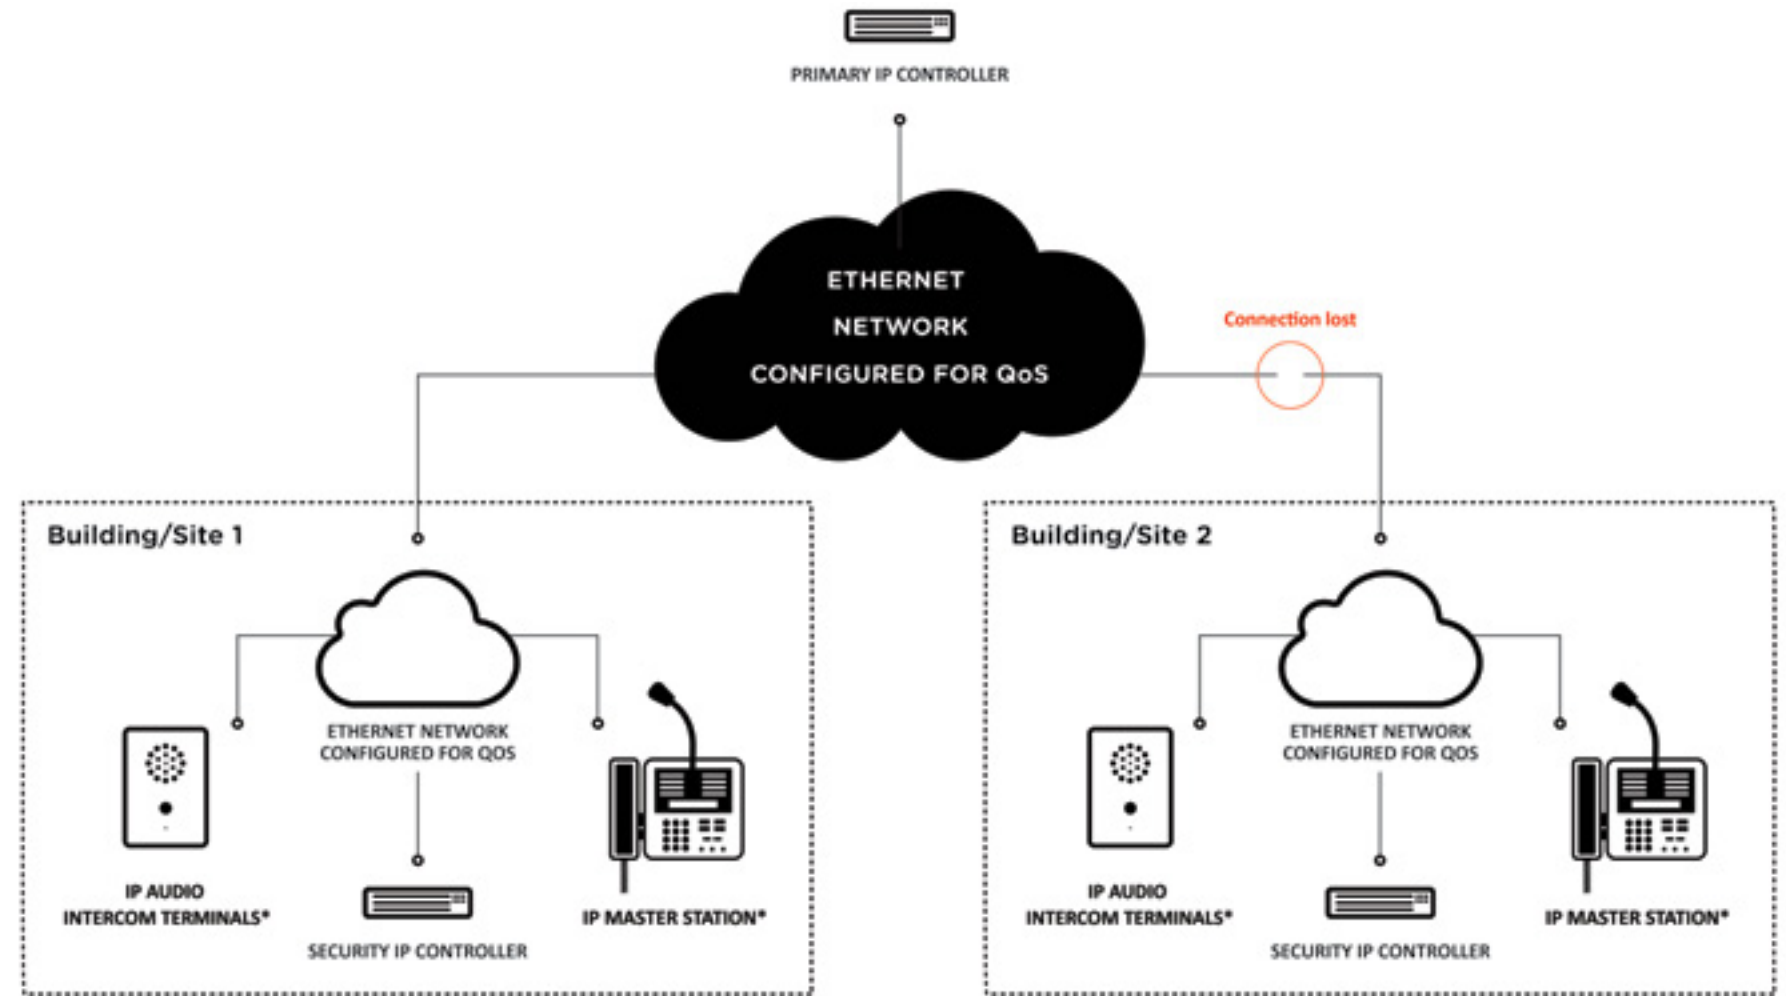 PRIMARY IP CONTROLLER
ETHERNET
NETWORK
CONFIGURED FOR QoS
Connection lost
Building/Site 1
ETHERNET NETWORK
CONFIGURED FOR QOS
IP AUDIO
INTERCOM TERMINALS*
SECURITY IP CONTROLLER
IP MASTER STATION*
Building/Site 2
ETHERNET NETWORK
CONFIGURED FOR QOS
IP AUDIO
INTERCOM TERMINALS*
SECURITY IP CONTROLLER
IP MASTER STATION*